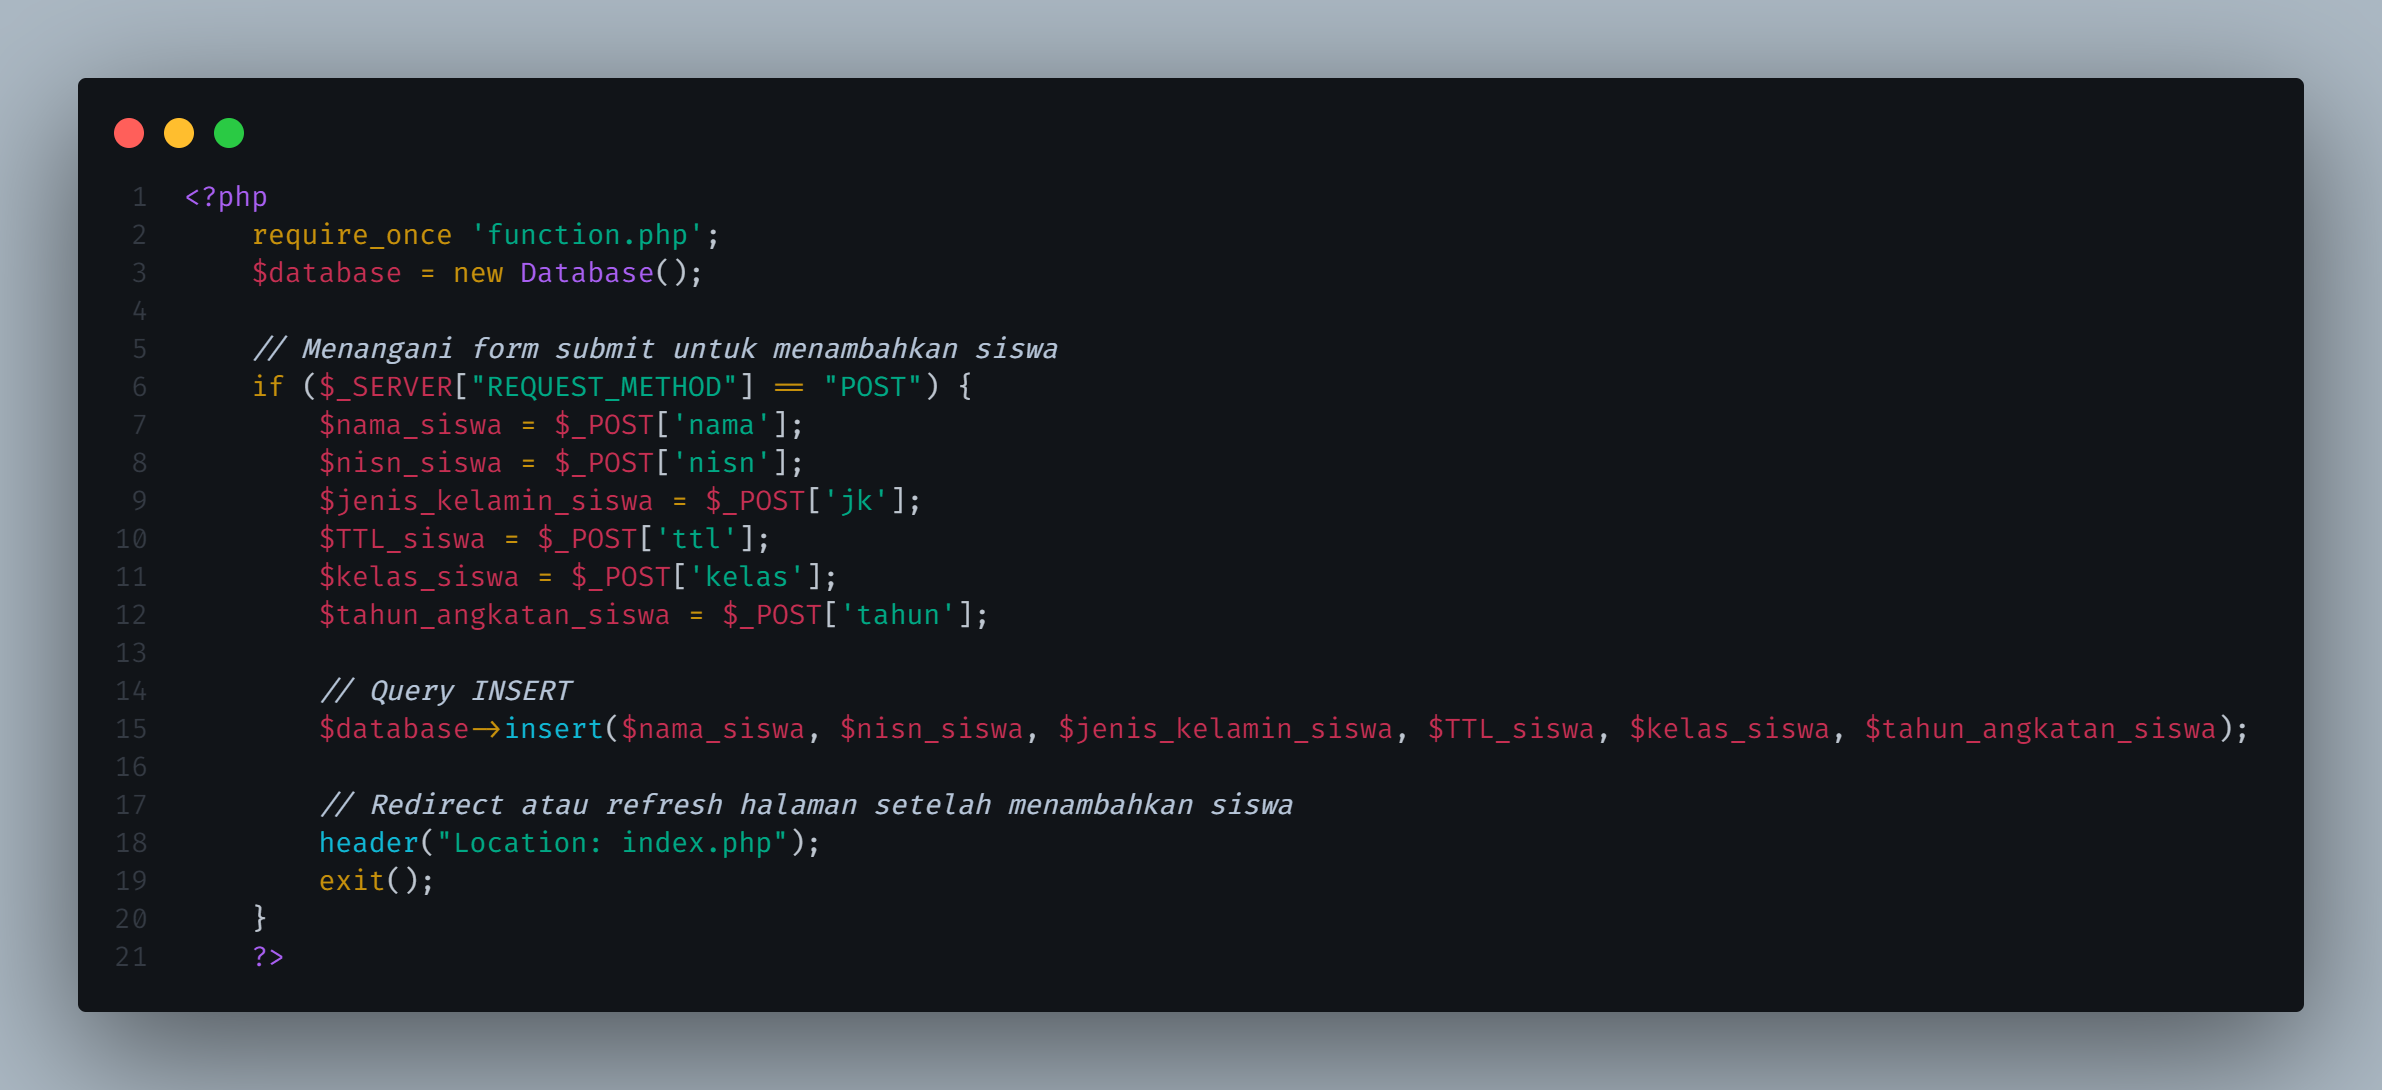 1 <?php
2 require_once 'function.php';
3 $database = new Database();
4
5 // Menangani form submit untuk menambahkan siswa
6 if ($_SERVER["REQUEST_METHOD"] == "POST") {
7 $nama_siswa = $_POST['nama'];
8 $nisn_siswa = $_POST['nisn'];
9 $jenis_kelamin_siswa = $_POST['jk'];
10 $TTL_siswa = $_POST['ttl'];
11 $kelas_siswa = $_POST['kelas'];
12 $tahun_angkatan_siswa = $_POST['tahun'];
13
14 // Query INSERT
15 $database->insert($nama_siswa, $nisn_siswa, $jenis_kelamin_siswa, $TTL_siswa, $kelas_siswa, $tahun_angkatan_siswa);
16
17 // Redirect atau refresh halaman setelah menambahkan siswa
18 header("Location: index.php");
19 exit();
20 }
21 ?>